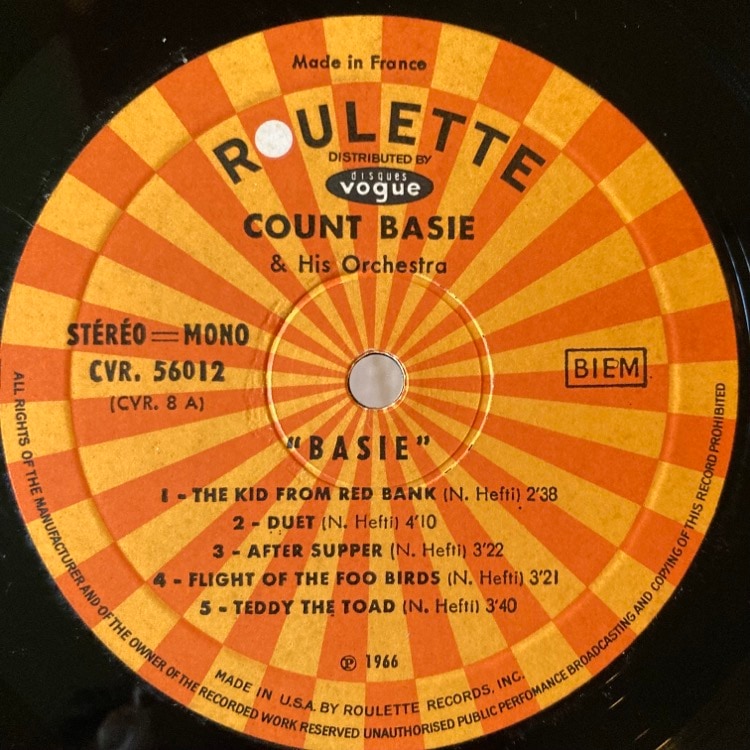 Made in France
ROULETTE
DISTRIBUTED BY
disques
vogue
COUNT BASIE
& His Orchestra
STÉRÉO = MONO
CVR. 56012
(CVR. 8 A)
BIEM
"BASIE"
1 - THE KID FROM RED BANK (N. Hefti) 2'38
2 - DUET (N. Hefti) 4'10
3 - AFTER SUPPER (N. Hefti) 3'22
4 - FLIGHT OF THE FOO BIRDS (N. Hefti) 3'21
5 - TEDDY THE TOAD (N. Hefti) 3'40
℗ 1966
MADE IN U.S.A. BY ROULETTE RECORDS, INC.
ALL RIGHTS OF THE MANUFACTURER AND OF THE OWNER OF THE RECORDED WORK RESERVED UNAUTHORISED PUBLIC PERFOMANCE BROADCASTING AND COPYING OF THIS RECORD PROHIBITED